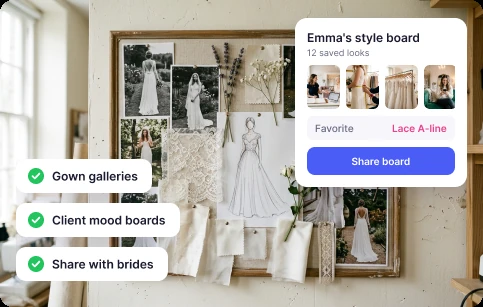 Emma's style board
12 saved looks
Favorite Lace A-line
Share board
Gown galleries
Client mood boards
Share with brides